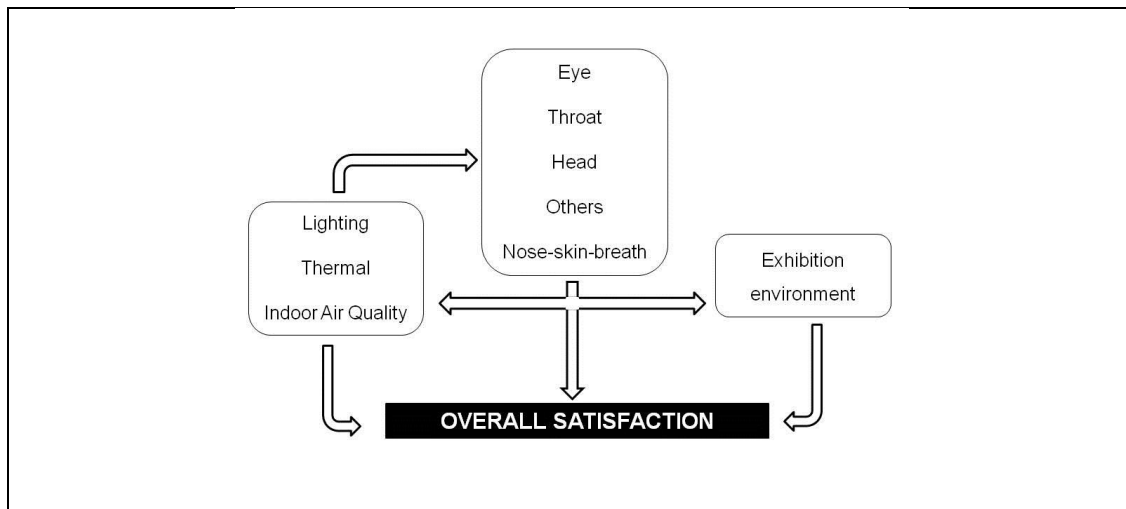 Eye
Throat
Head
Others
Nose-skin-breath
Lighting
Thermal
Indoor Air Quality
Exhibition
environment
OVERALL SATISFACTION